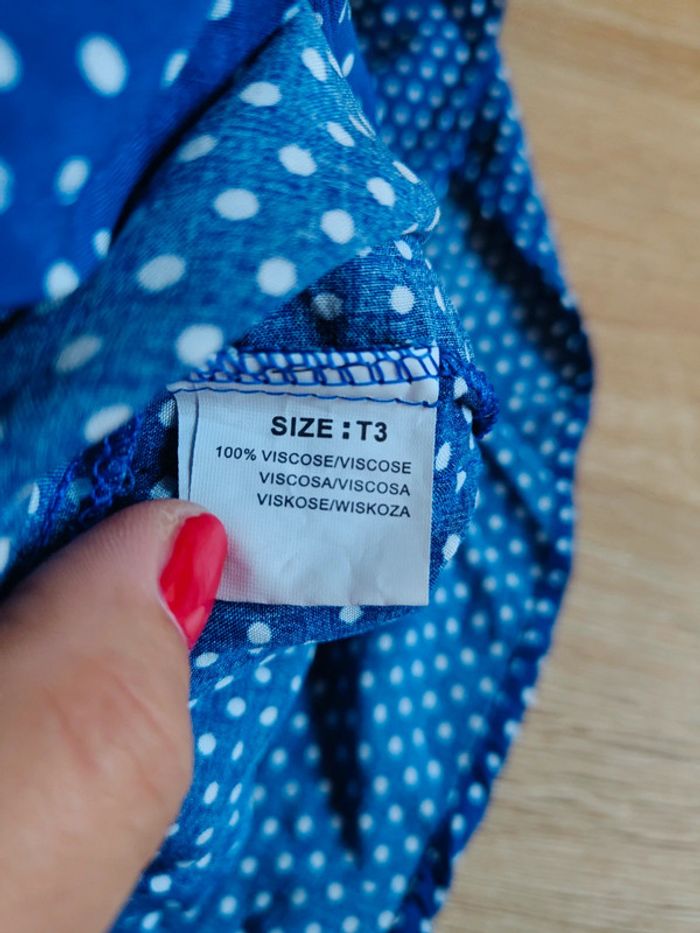 SIZE:T3
100% VISCOSE/VISCOSE
VISCOSA/VISCOSA
VISKOSE/WISKOZA